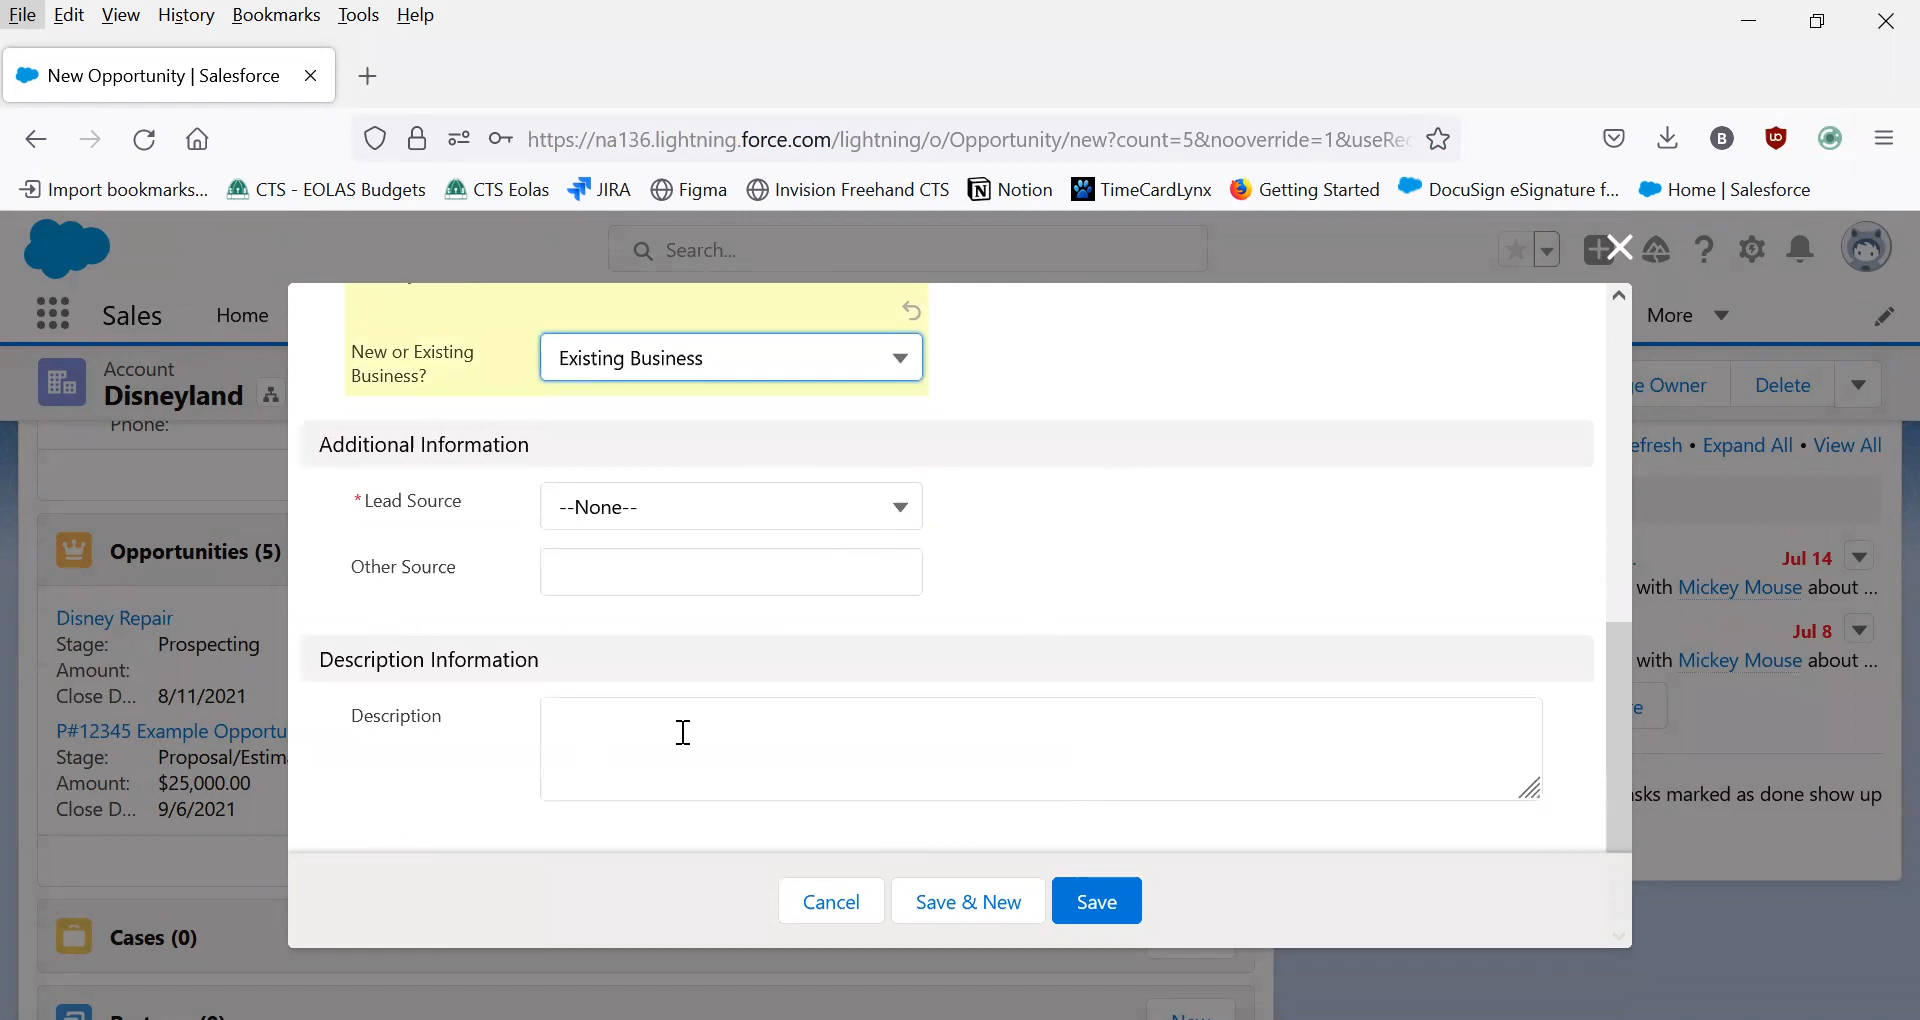 File Edit View History Bookmarks Tools Help
New Opportunity | Salesforce
https://na136.lightning.force.com/lightning/o/Opportunity/new?count=5&nooverride=1&useRec
Import bookmarks... CTS - EOLAS Budgets CTS Eolas JIRA Figma Invision Freehand CTS Notion TimeCardLynx Getting Started DocuSign eSignature f... Home | Salesforce
Search...
Sales Home More
Account
Disneyland
e Owner Delete
Phone:
efresh • Expand All • View All
New or Existing
Business?
Existing Business
Additional Information
*Lead Source --None--
Other Source
Description Information
Description
Cancel Save & New Save
Opportunities (5)
Disney Repair
Stage: Prospecting
Amount:
Close D... 8/11/2021
P#12345 Example Opportu
Stage: Proposal/Estim
Amount: $25,000.00
Close D... 9/6/2021
Cases (0)
Jul 14
with Mickey Mouse about ...
Jul 8
with Mickey Mouse about ...
e
asks marked as done show up